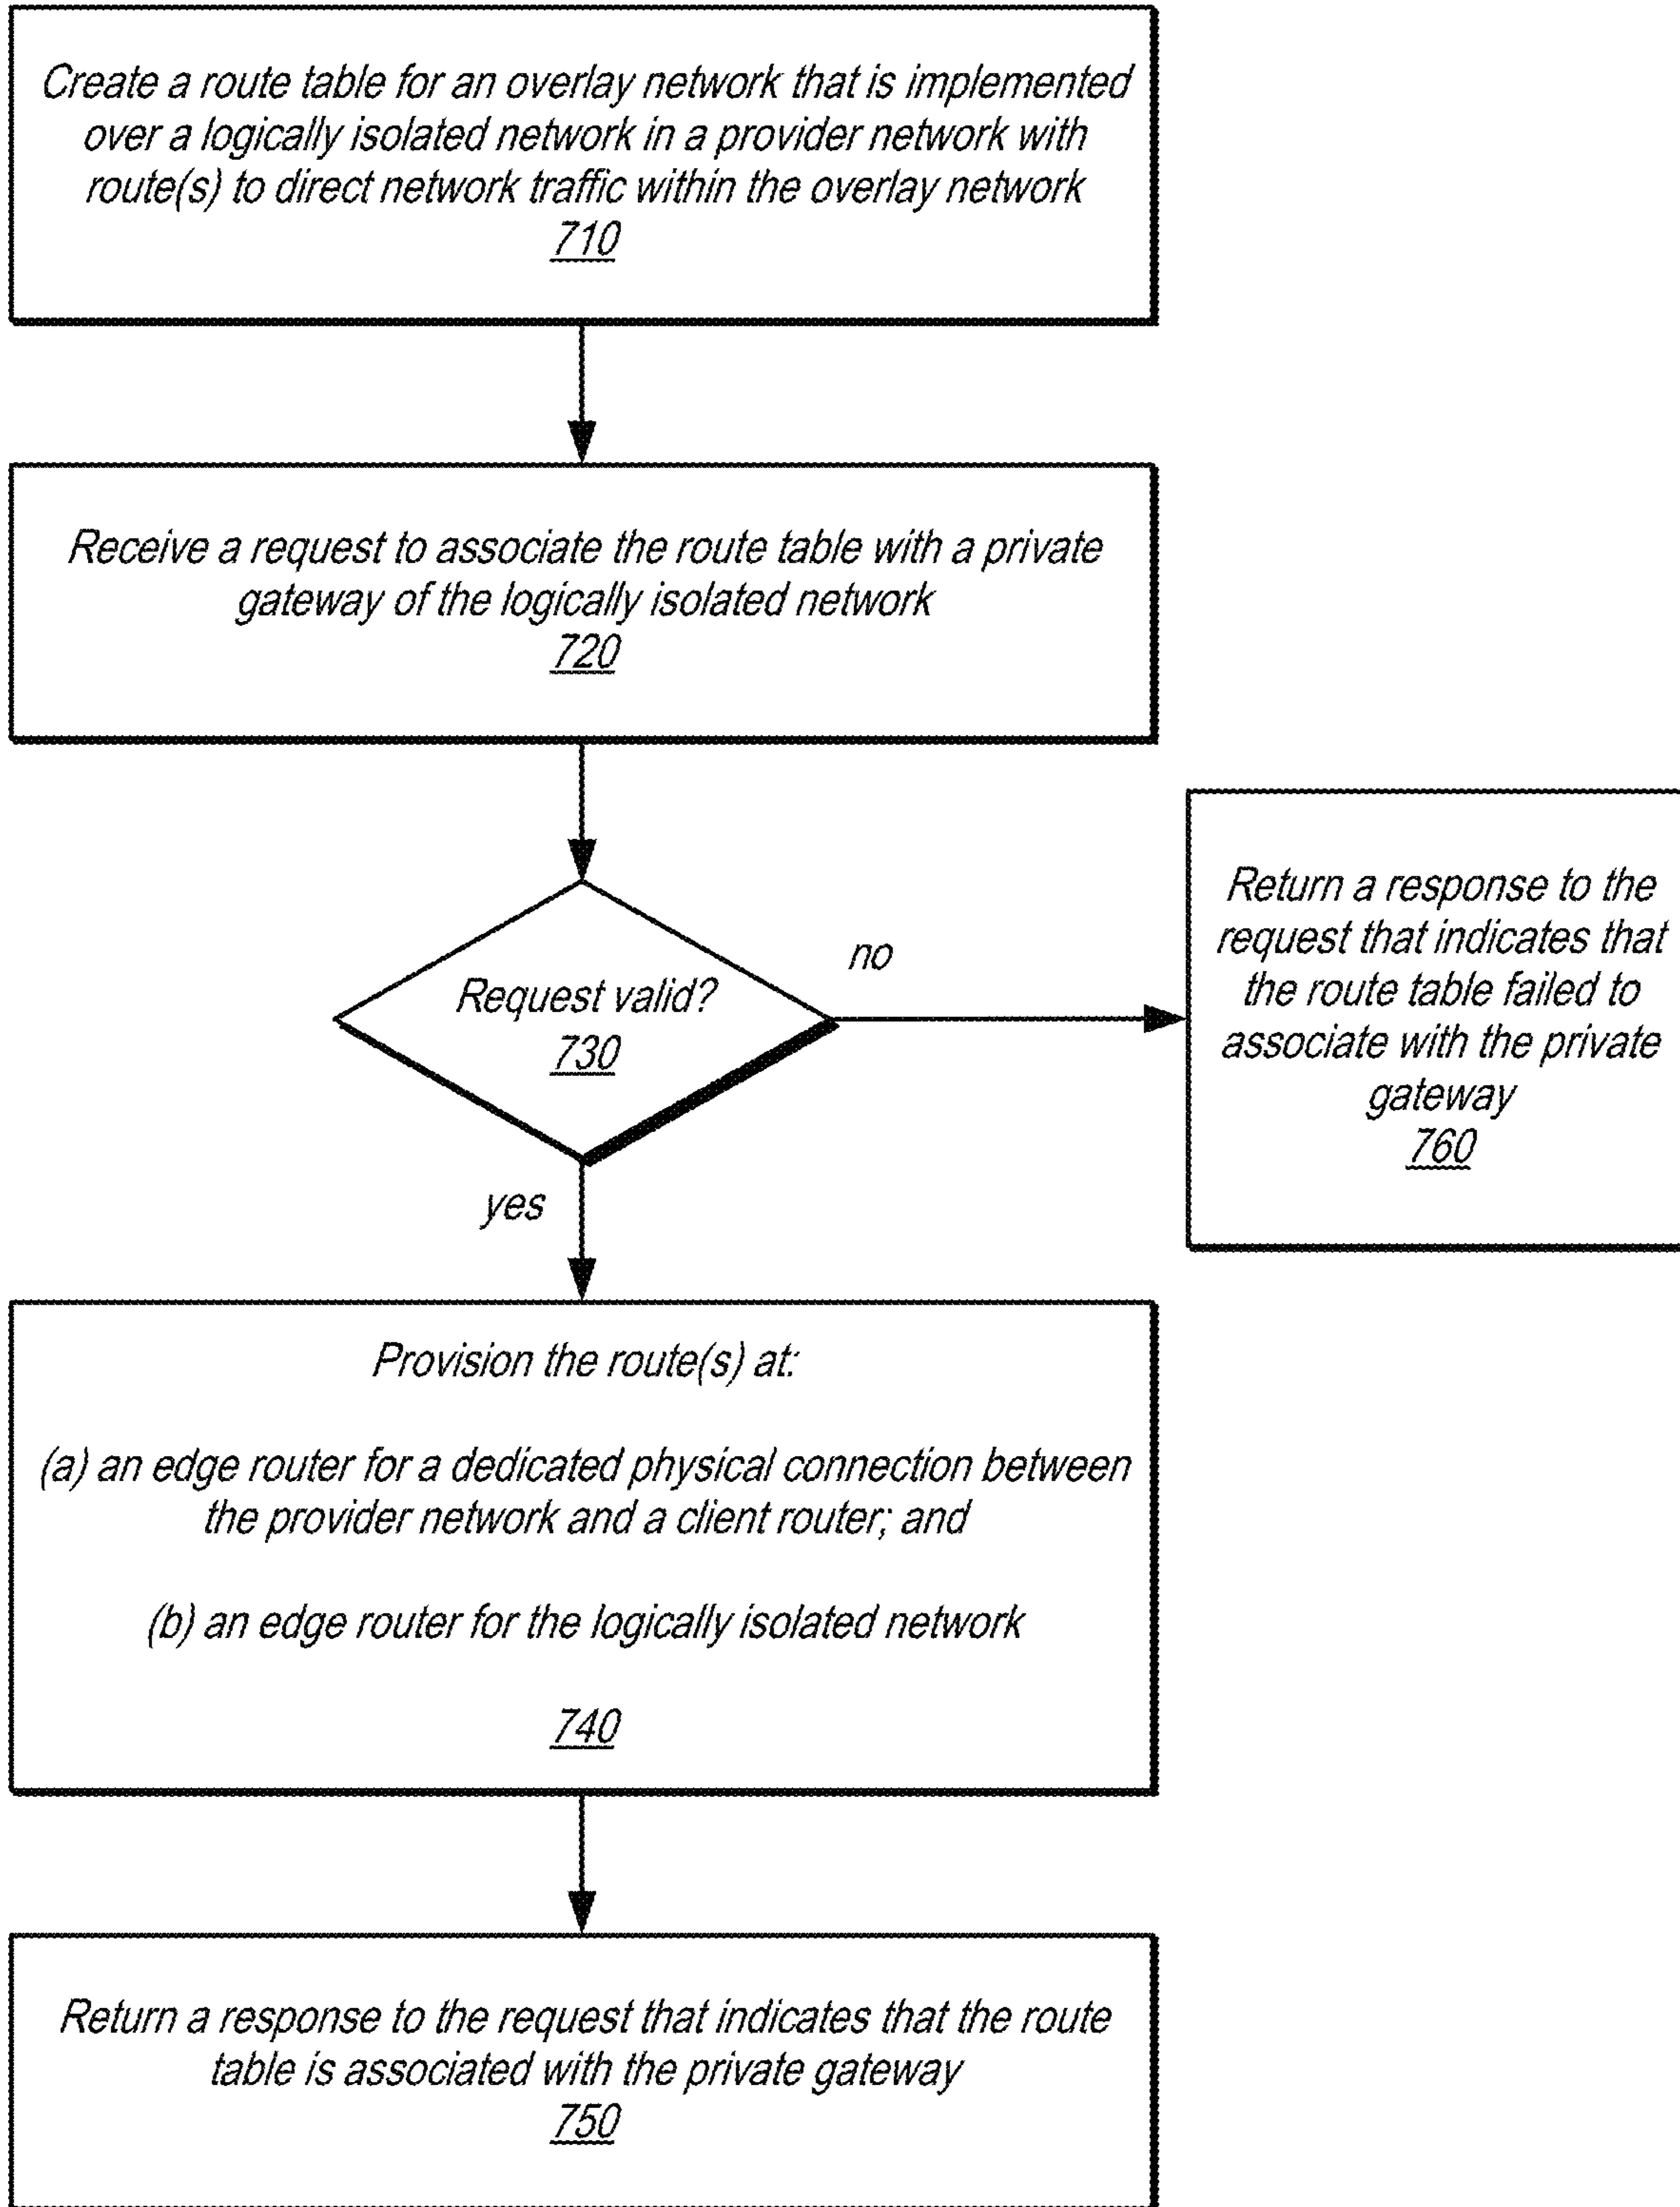 Create a route table for an overlay network that is implemented
over a logically isolated network in a provider network with
route(s) to direct network traffic within the overlay network
710
Receive a request to associate the route table with a private
gateway of the logically isolated network
720
Request valid?
730
no
Return a response to the
request that indicates that
the route table failed to
associate with the private
gateway
760
yes
Provision the route(s) at:
(a) an edge router for a dedicated physical connection between
the provider network and a client router; and
(b) an edge router for the logically isolated network
740
Return a response to the request that indicates that the route
table is associated with the private gateway
750